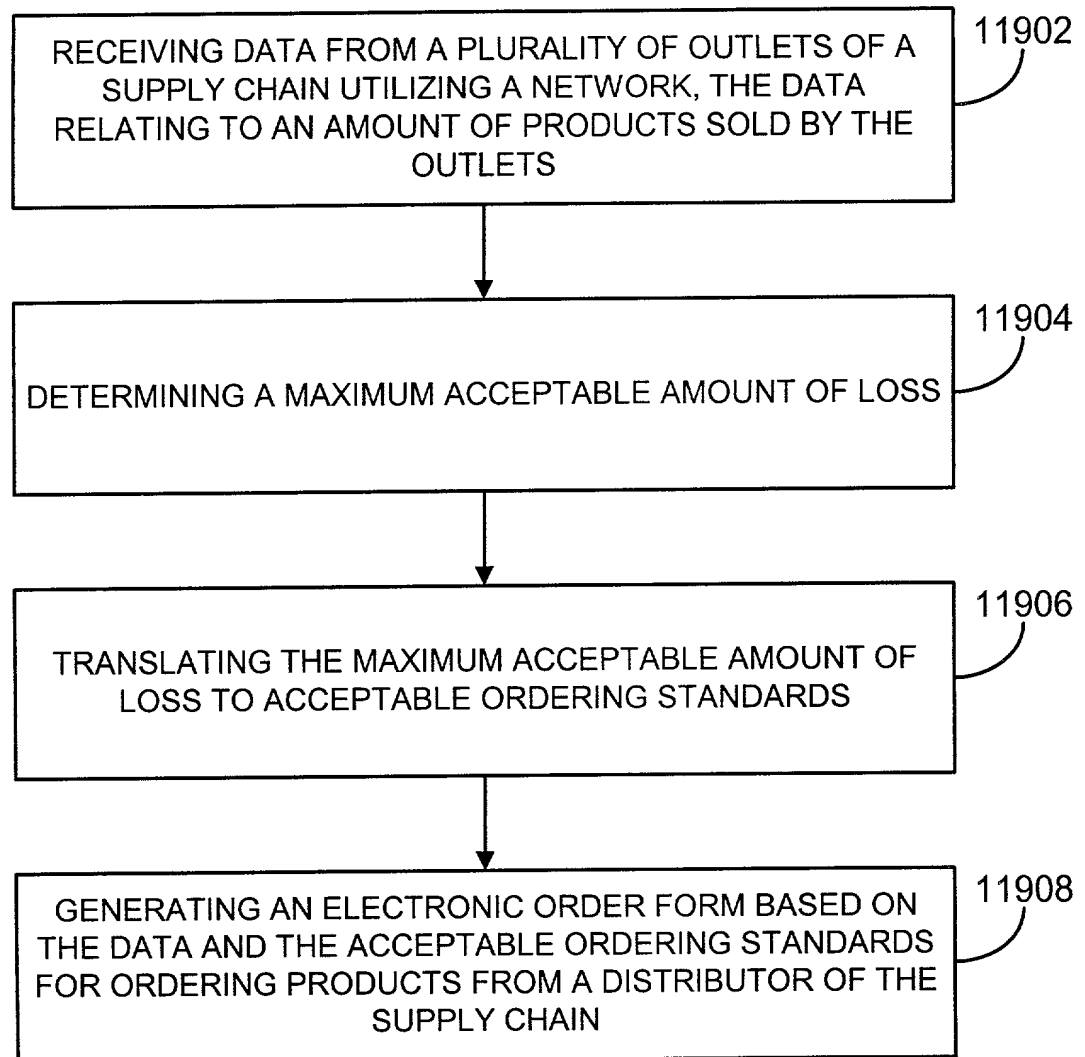 RECEIVING DATA FROM A PLURALITY OF OUTLETS OF A
SUPPLY CHAIN UTILIZING A NETWORK, THE DATA
RELATING TO AN AMOUNT OF PRODUCTS SOLD BY THE
OUTLETS
11902
DETERMINING A MAXIMUM ACCEPTABLE AMOUNT OF LOSS
11904
TRANSLATING THE MAXIMUM ACCEPTABLE AMOUNT OF
LOSS TO ACCEPTABLE ORDERING STANDARDS
11906
GENERATING AN ELECTRONIC ORDER FORM BASED ON
THE DATA AND THE ACCEPTABLE ORDERING STANDARDS
FOR ORDERING PRODUCTS FROM A DISTRIBUTOR OF THE
SUPPLY CHAIN
11908